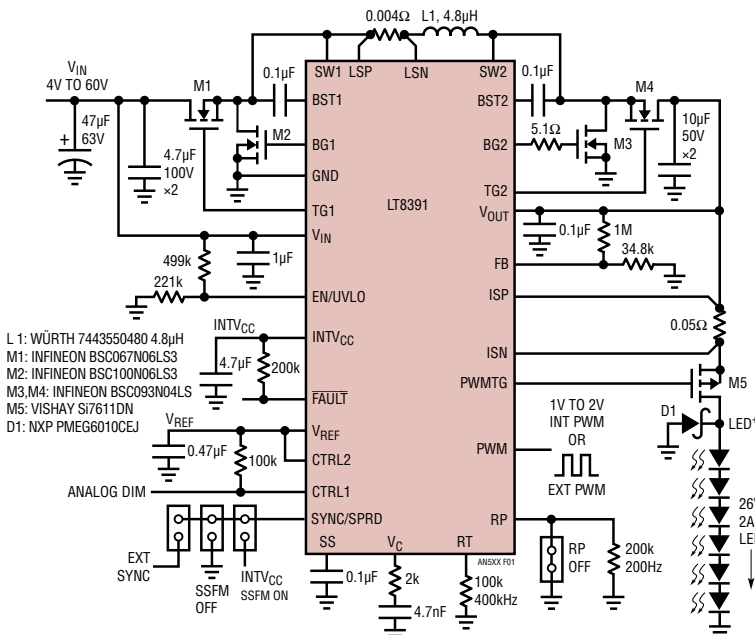 0.004Ω
L1, 4.8µH
V_IN
4V TO 60V
47µF
63V
+
M1
0.1µF
4.7µF
100V
×2
M2
SW1
LSP
LSN
SW2
BST1
BG1
GND
TG1
V_IN
EN/UVLO
INTV_CC
FAULT
V_REF
CTRL2
CTRL1
SYNC/SPRD
SS
V_C
RT
LT8391
BST2
BG2
TG2
V_OUT
FB
ISP
ISN
PWMTG
PWM
RP
AN5XX F01
0.1µF
M4
5.1Ω
M3
10µF
50V
×2
0.1µF
1M
34.8k
0.05Ω
M5
D1
LED+
26V
2A
LE
499k
221k
1µF
L 1: WÜRTH 7443550480 4.8µH
M1: INFINEON BSC067N06LS3
M2: INFINEON BSC100N06LS3
M3,M4: INFINEON BSC093N04LS
M5: VISHAY Si7611DN
D1: NXP PMEG6010CEJ
INTV_CC
4.7µF
200k
V_REF
0.47µF
100k
ANALOG DIM
EXT
SYNC
SSFM
OFF
INTV_CC
SSFM ON
0.1µF
2k
4.7nF
100k
400kHz
1V TO 2V
INT PWM
OR
EXT PWM
RP
OFF
200k
200Hz